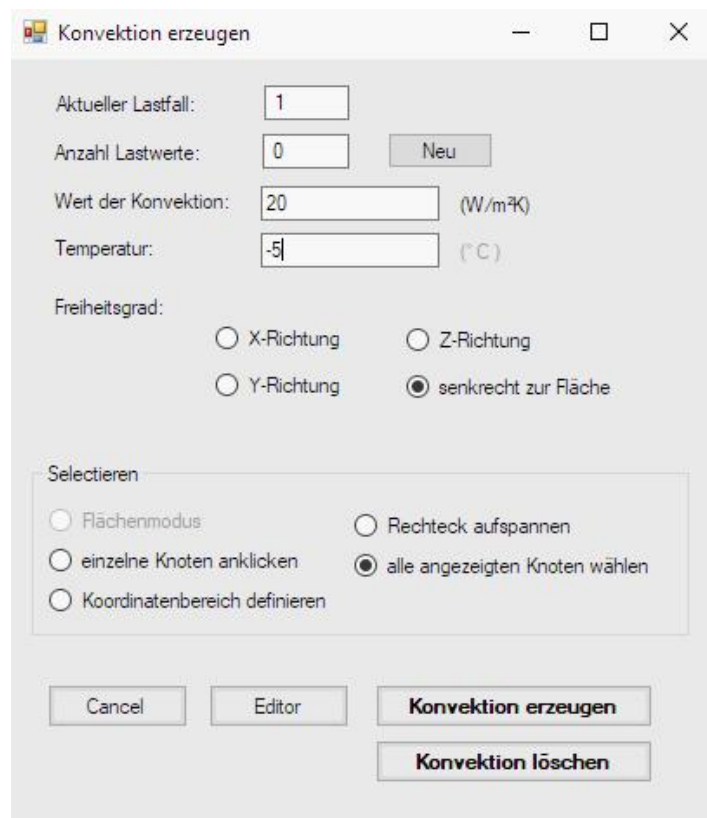 Konvektion erzeugen
Aktueller Lastfall: 1
Anzahl Lastwerte: 0 Neu
Wert der Konvektion: 20 (W/m²K)
Temperatur: -5 (°C)
Freiheitsgrad:
X-Richtung Z-Richtung
Y-Richtung senkrecht zur Fläche
Selectieren
Flächenmodus Rechteck aufspannen
einzelne Knoten anklicken alle angezeigten Knoten wählen
Koordinatenbereich definieren
Cancel Editor Konvektion erzeugen
Konvektion löschen